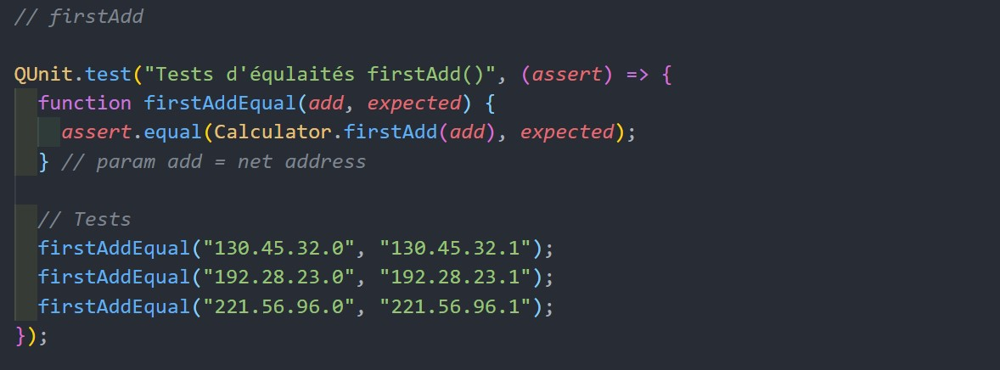 // firstAdd
QUnit.test("Tests d'équlaités firstAdd()", (assert) => {
function firstAddEqual(add, expected) {
assert.equal(Calculator.firstAdd(add), expected);
} // param add = net address
// Tests
firstAddEqual("130.45.32.0", "130.45.32.1");
firstAddEqual("192.28.23.0", "192.28.23.1");
firstAddEqual("221.56.96.0", "221.56.96.1");
});